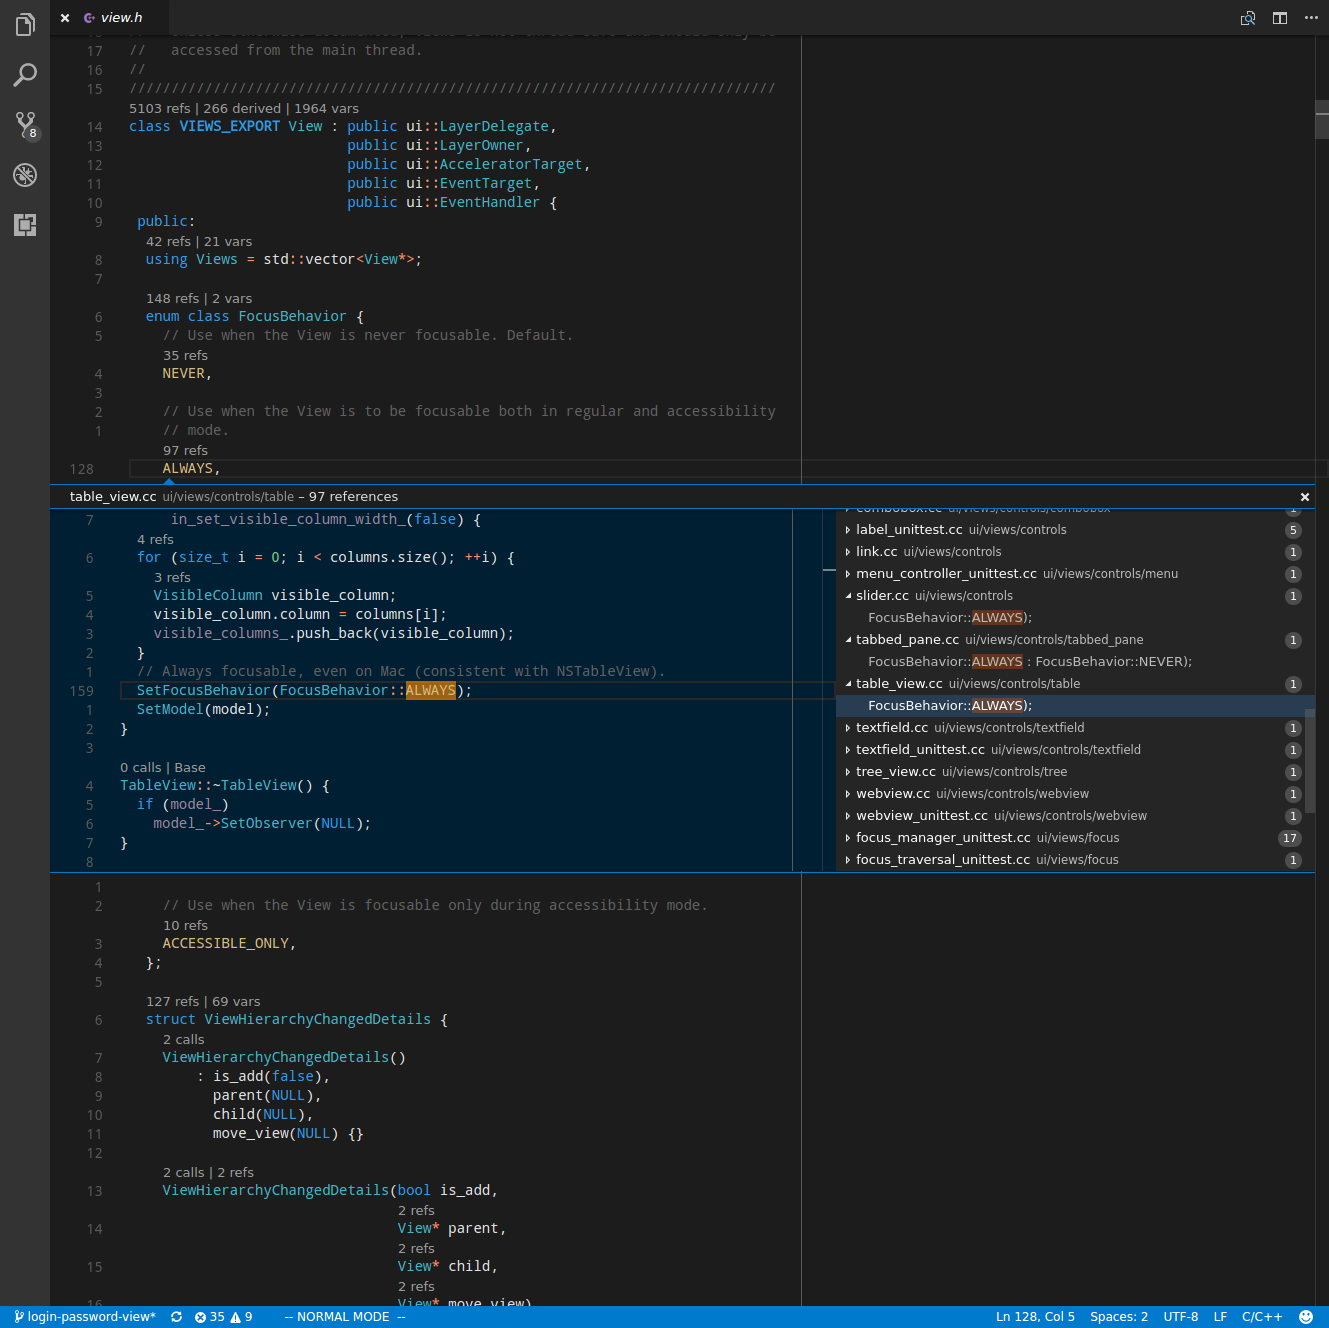 view.h
17 //   accessed from the main thread.
16 //
15 /////////////////////////////////////////////////////////////////////////////
5103 refs | 266 derived | 1964 vars
14 class VIEWS_EXPORT View : public ui::LayerDelegate,
13 public ui::LayerOwner,
12 public ui::AcceleratorTarget,
11 public ui::EventTarget,
10 public ui::EventHandler {
9 public:
42 refs | 21 vars
8 using Views = std::vector<View*>;
7
148 refs | 2 vars
6 enum class FocusBehavior {
5 // Use when the View is never focusable. Default.
35 refs
4 NEVER,
3
2 // Use when the View is to be focusable both in regular and accessibility
1 // mode.
97 refs
128 ALWAYS,
table_view.cc ui/views/controls/table – 97 references
7 in_set_visible_column_width_(false) {
4 refs
6 for (size_t i = 0; i < columns.size(); ++i) {
3 refs
5 VisibleColumn visible_column;
4 visible_column.column = columns[i];
3 visible_columns_.push_back(visible_column);
2 }
1 // Always focusable, even on Mac (consistent with NSTableView).
159 SetFocusBehavior(FocusBehavior::ALWAYS);
1 SetModel(model);
2 }
3
0 calls | Base
4 TableView::~TableView() {
5 if (model_)
6 model_->SetObserver(NULL);
7 }
8
label_unittest.cc ui/views/controls 5
link.cc ui/views/controls 1
menu_controller_unittest.cc ui/views/controls/menu 1
slider.cc ui/views/controls 1
FocusBehavior::ALWAYS);
tabbed_pane.cc ui/views/controls/tabbed_pane 1
FocusBehavior::ALWAYS : FocusBehavior::NEVER);
table_view.cc ui/views/controls/table 1
FocusBehavior::ALWAYS);
textfield.cc ui/views/controls/textfield 1
textfield_unittest.cc ui/views/controls/textfield 1
tree_view.cc ui/views/controls/tree 1
webview.cc ui/views/controls/webview 1
webview_unittest.cc ui/views/controls/webview 1
focus_manager_unittest.cc ui/views/focus 17
focus_traversal_unittest.cc ui/views/focus 1
1
2 // Use when the View is focusable only during accessibility mode.
10 refs
3 ACCESSIBLE_ONLY,
4 };
5
127 refs | 69 vars
6 struct ViewHierarchyChangedDetails {
2 calls
7 ViewHierarchyChangedDetails()
8 : is_add(false),
9 parent(NULL),
10 child(NULL),
11 move_view(NULL) {}
12
2 calls | 2 refs
13 ViewHierarchyChangedDetails(bool is_add,
2 refs
14 View* parent,
2 refs
15 View* child,
2 refs
16 View* move_view)
8
login-password-view* 35 9 -- NORMAL MODE -- Ln 128, Col 5 Spaces: 2 UTF-8 LF C/C++